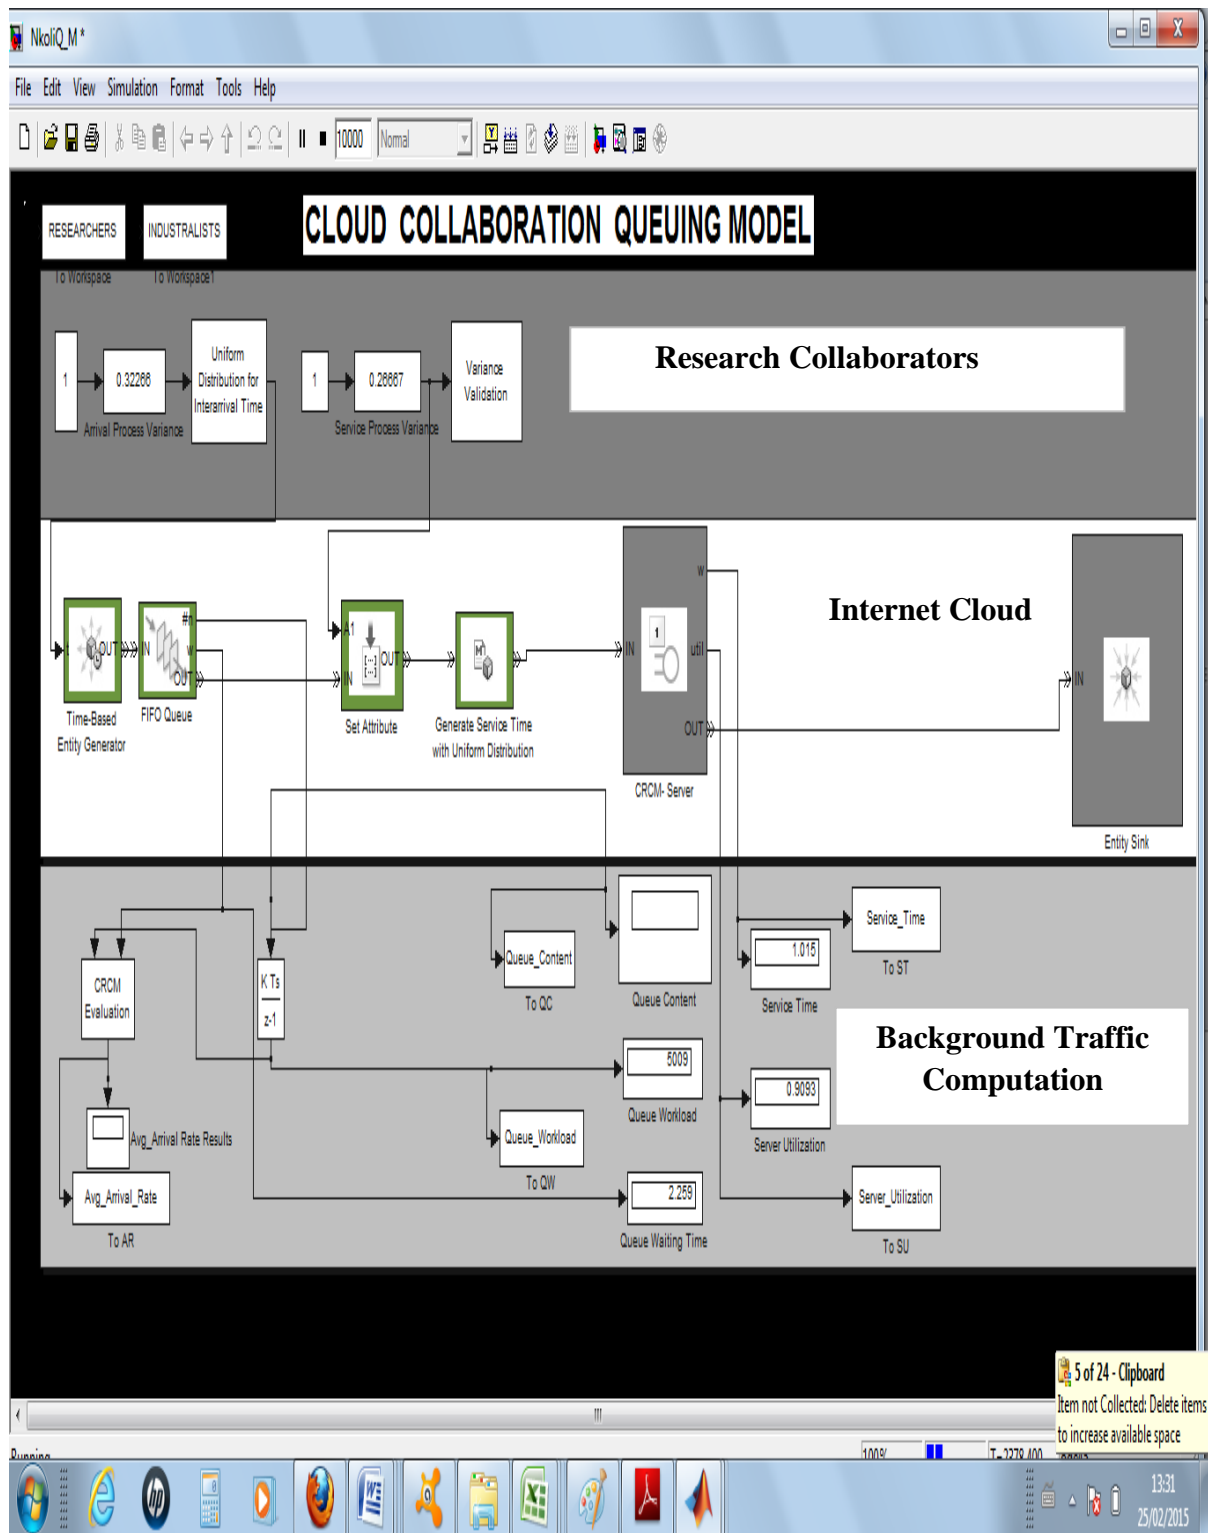 NkoliQ_M *
File Edit View Simulation Format Tools Help
10000 Normal
RESEARCHERS
To Workspace
INDUSTRALISTS
To Workspace1
CLOUD COLLABORATION QUEUING MODEL
1
0.32266
Arrival Process Variance
Uniform
Distribution for
Interarrival Time
1
0.26667
Service Process Variance
Variance
Validation
Research Collaborators
t
OUT
Time-Based
Entity Generator
IN
#n
w
OUT
FIFO Queue
A1
IN
OUT
Set Attribute
Generate Service Time
with Uniform Distribution
IN
1
w
util
OUT
CRCM- Server
Internet Cloud
IN
Entity Sink
CRCM
Evaluation
K Ts
z-1
Queue_Content
To QC
Queue Content
1.015
Service Time
Service_Time
To ST
Background Traffic
Computation
Avg_Arrival Rate Results
Avg_Arrival_Rate
To AR
5009
Queue Workload
Queue_Workload
To QW
2.259
Queue Waiting Time
0.9093
Server Utilization
Server_Utilization
To SU
5 of 24 - Clipboard
Item not Collected: Delete items
to increase available space
Running
100%
T=2278.400
13:31
25/02/2015